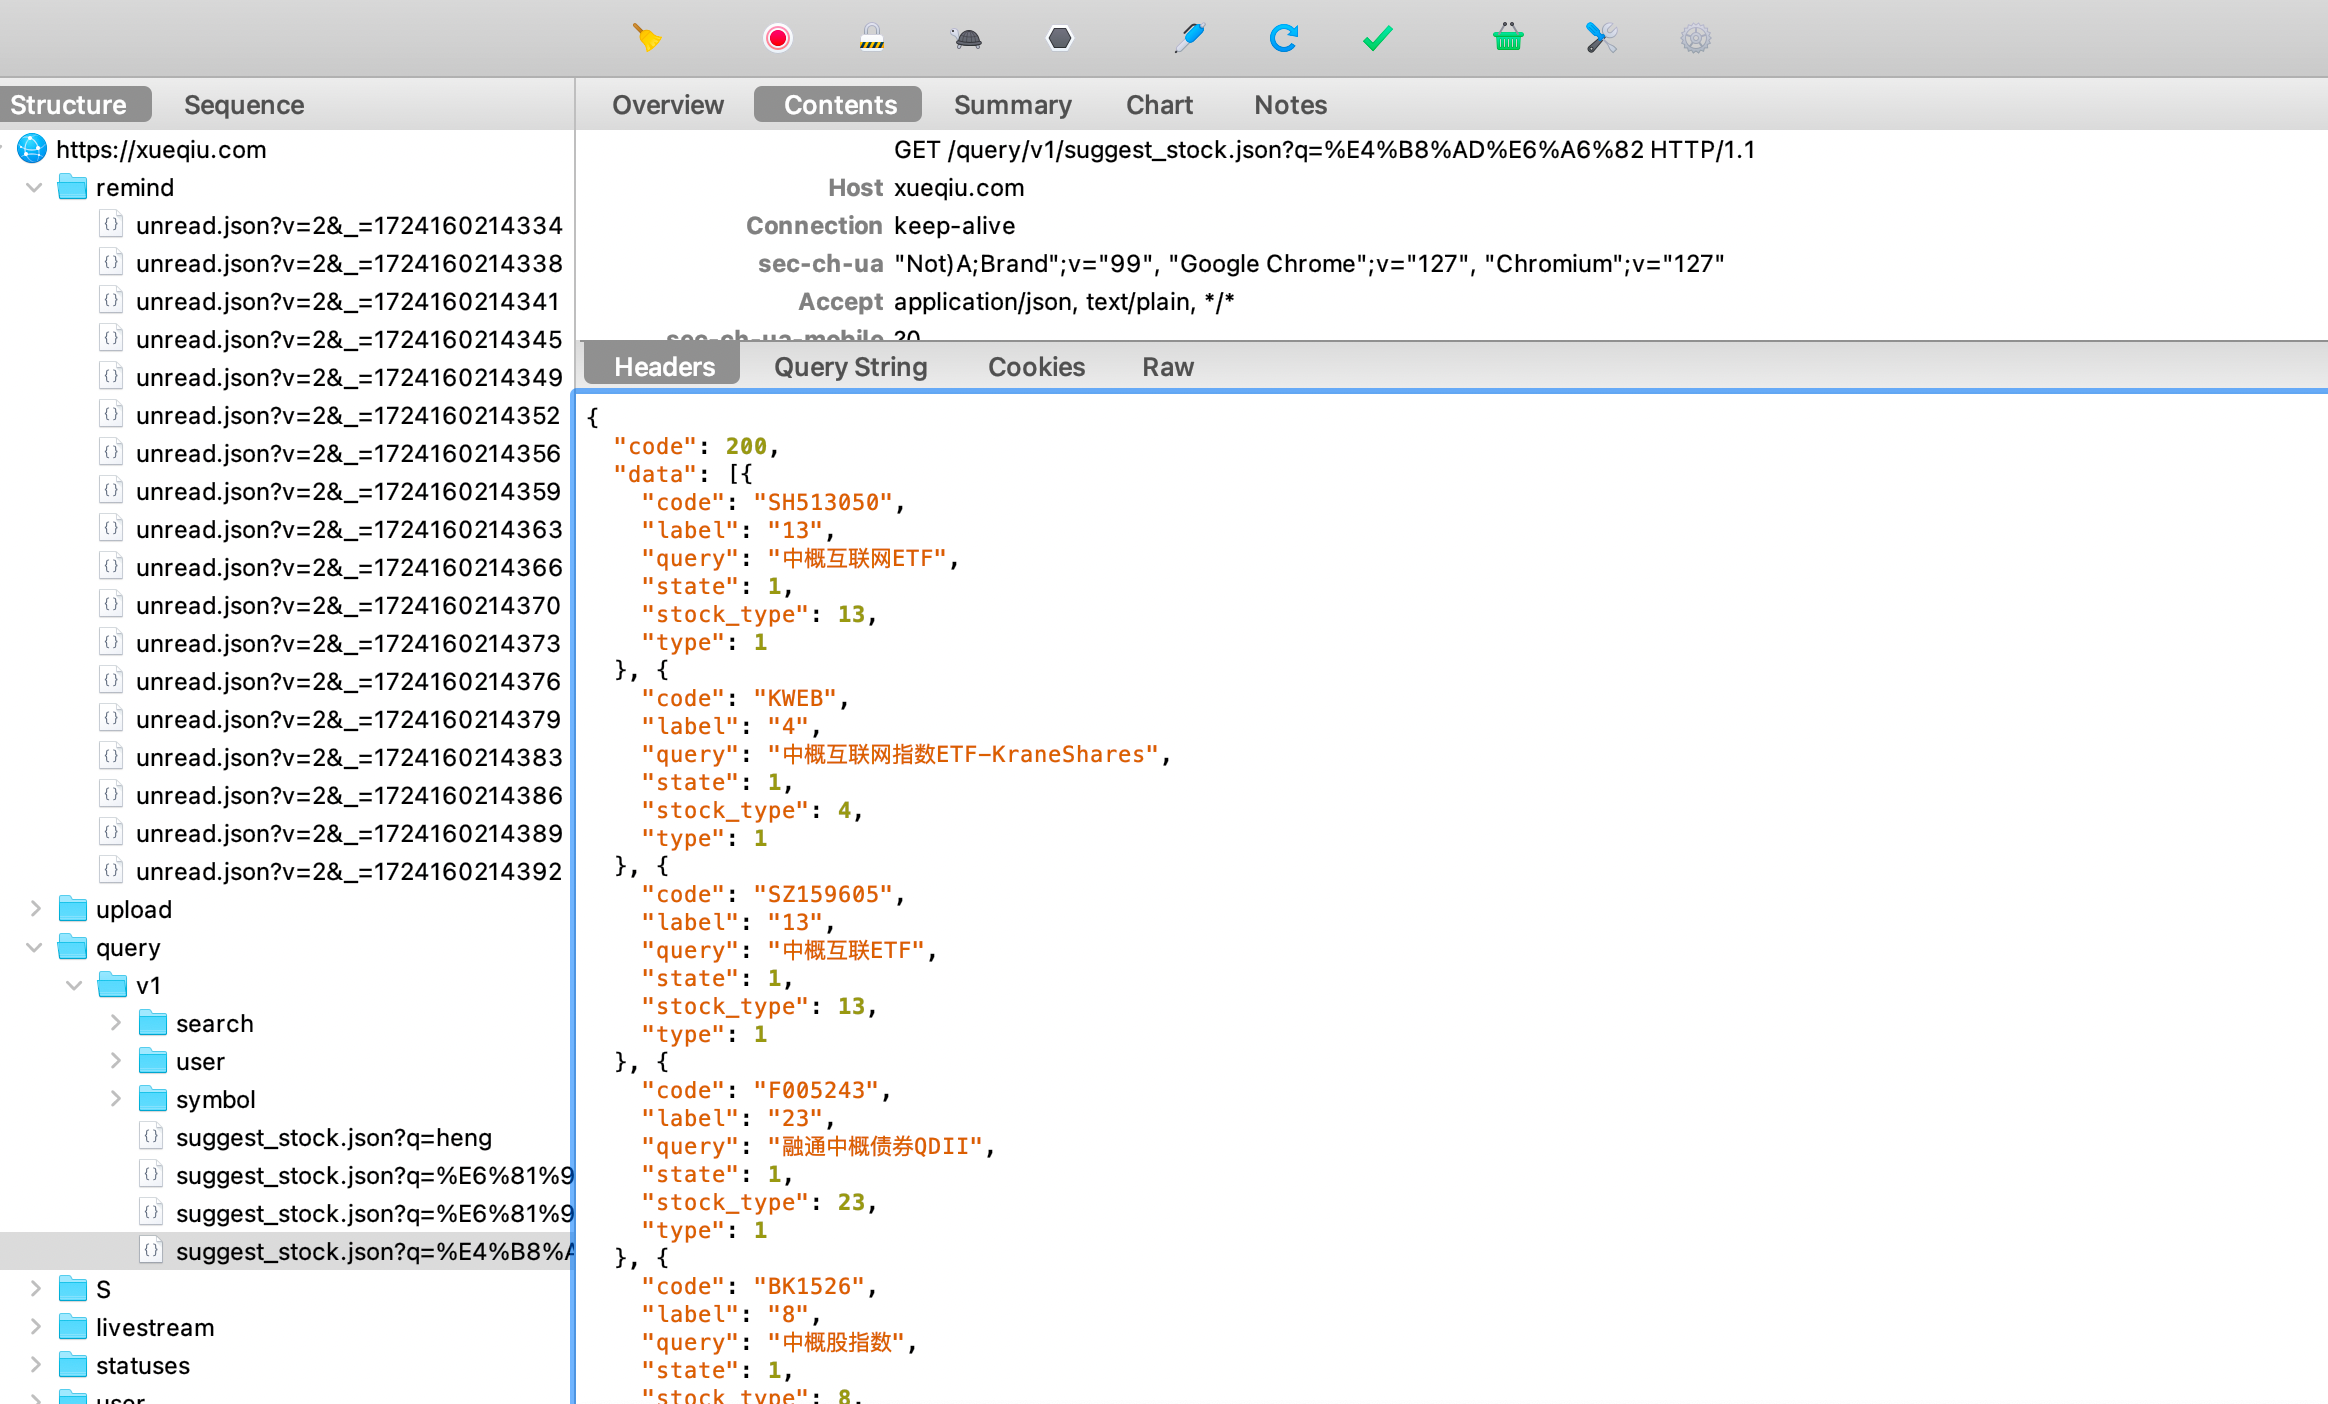 Structure Sequence
https://xueqiu.com
remind
unread.json?v=2&_=1724160214334
unread.json?v=2&_=1724160214338
unread.json?v=2&_=1724160214341
unread.json?v=2&_=1724160214345
unread.json?v=2&_=1724160214349
unread.json?v=2&_=1724160214352
unread.json?v=2&_=1724160214356
unread.json?v=2&_=1724160214359
unread.json?v=2&_=1724160214363
unread.json?v=2&_=1724160214366
unread.json?v=2&_=1724160214370
unread.json?v=2&_=1724160214373
unread.json?v=2&_=1724160214376
unread.json?v=2&_=1724160214379
unread.json?v=2&_=1724160214383
unread.json?v=2&_=1724160214386
unread.json?v=2&_=1724160214389
unread.json?v=2&_=1724160214392
upload
query
v1
search
user
symbol
suggest_stock.json?q=heng
suggest_stock.json?q=%E6%81%9
suggest_stock.json?q=%E6%81%9
suggest_stock.json?q=%E4%B8%A
S
livestream
statuses
user
Overview Contents Summary Chart Notes
GET /query/v1/suggest_stock.json?q=%E4%B8%AD%E6%A6%82 HTTP/1.1
Host xueqiu.com
Connection keep-alive
sec-ch-ua "Not)A;Brand";v="99", "Google Chrome";v="127", "Chromium";v="127"
Accept application/json, text/plain, */*
sec-ch-ua-mobile ?0
Headers Query String Cookies Raw
{
"code": 200,
"data": [{
"code": "SH513050",
"label": "13",
"query": "中概互联网ETF",
"state": 1,
"stock_type": 13,
"type": 1
}, {
"code": "KWEB",
"label": "4",
"query": "中概互联网指数ETF-KraneShares",
"state": 1,
"stock_type": 4,
"type": 1
}, {
"code": "SZ159605",
"label": "13",
"query": "中概互联ETF",
"state": 1,
"stock_type": 13,
"type": 1
}, {
"code": "F005243",
"label": "23",
"query": "融通中概债券QDII",
"state": 1,
"stock_type": 23,
"type": 1
}, {
"code": "BK1526",
"label": "8",
"query": "中概股指数",
"state": 1,
"stock_type": 8,